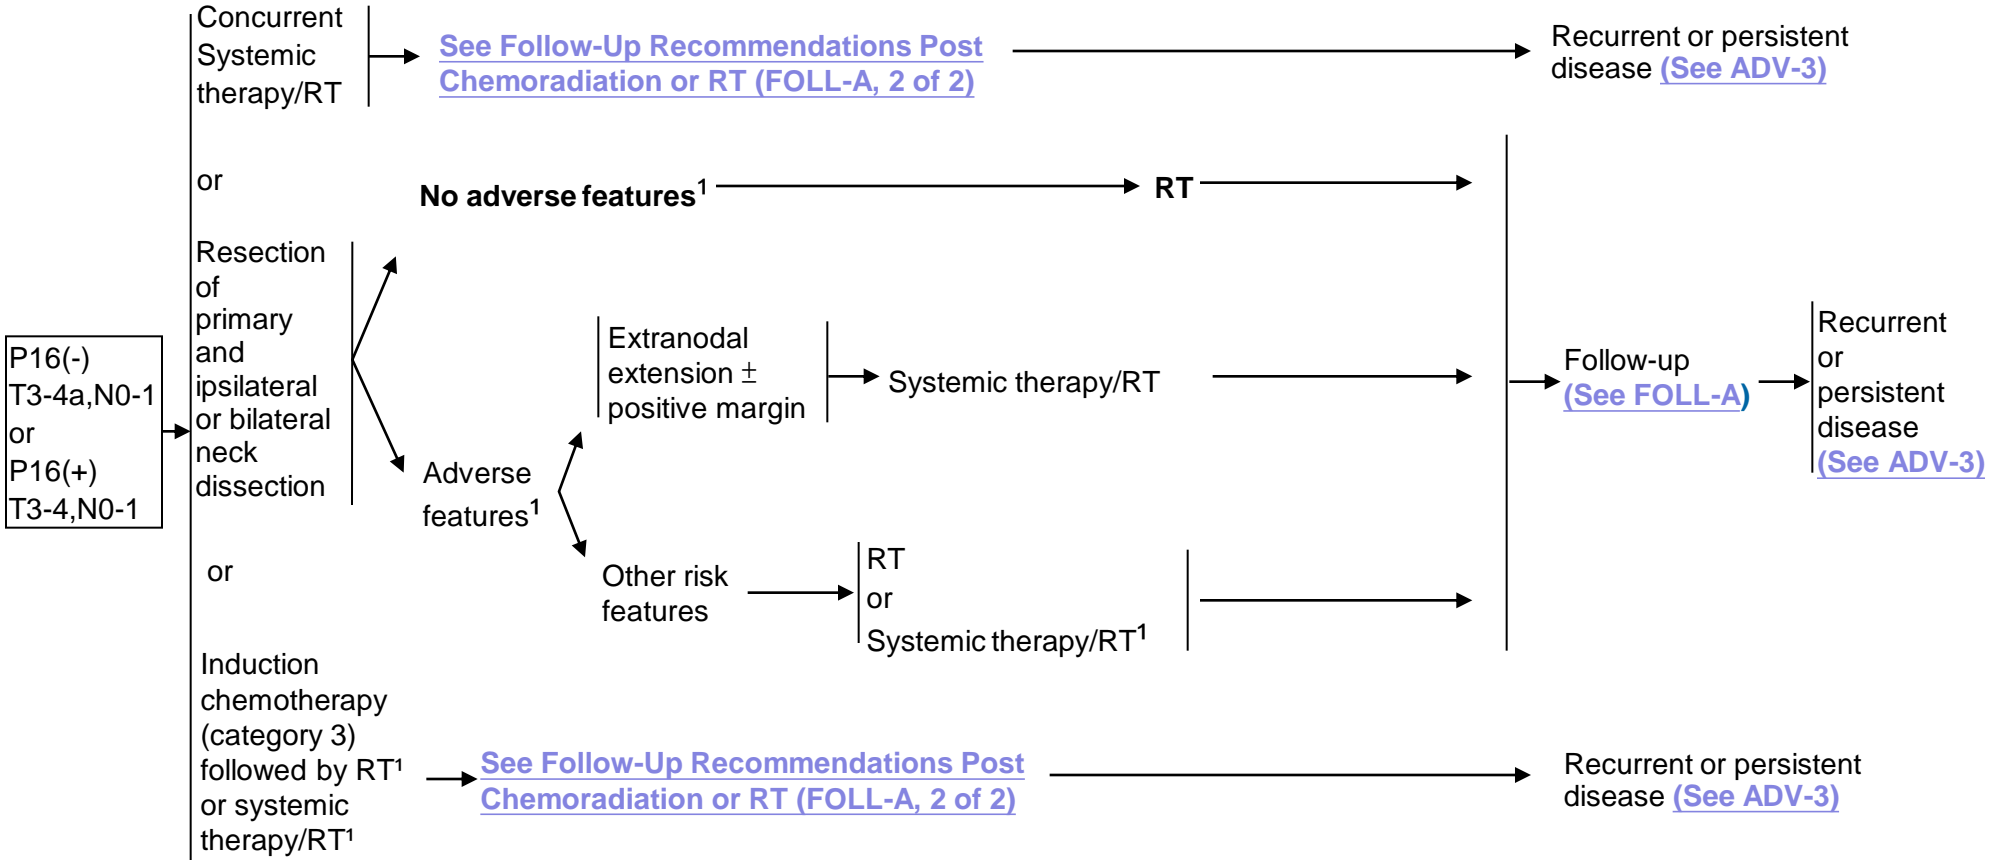 P16(-)
T3-4a,N0-1
or
P16(+)
T3-4,N0-1
Concurrent
Systemic
therapy/RT
See Follow-Up Recommendations Post
Chemoradiation or RT (FOLL-A, 2 of 2)
Recurrent or persistent
disease (See ADV-3)
or
Resection
of
primary
and
ipsilateral
or bilateral
neck
dissection
No adverse features¹
RT
Adverse
features¹
Extranodal
extension ±
positive margin
Systemic therapy/RT
Other risk
features
RT
or
Systemic therapy/RT¹
Follow-up
(See FOLL-A)
Recurrent
or
persistent
disease
(See ADV-3)
or
Induction
chemotherapy
(category 3)
followed by RT¹
or systemic
therapy/RT¹
See Follow-Up Recommendations Post
Chemoradiation or RT (FOLL-A, 2 of 2)
Recurrent or persistent
disease (See ADV-3)